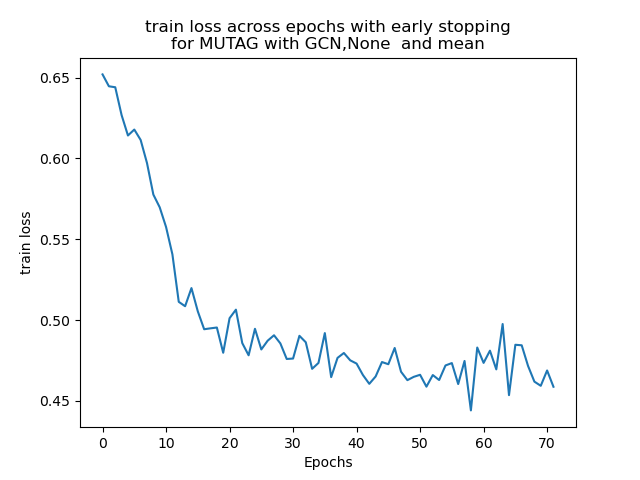 train loss across epochs with early stopping
for MUTAG with GCN,None  and mean
0.65
0.60
0.55
0.50
0.45
train loss
0 10 20 30 40 50 60 70
Epochs